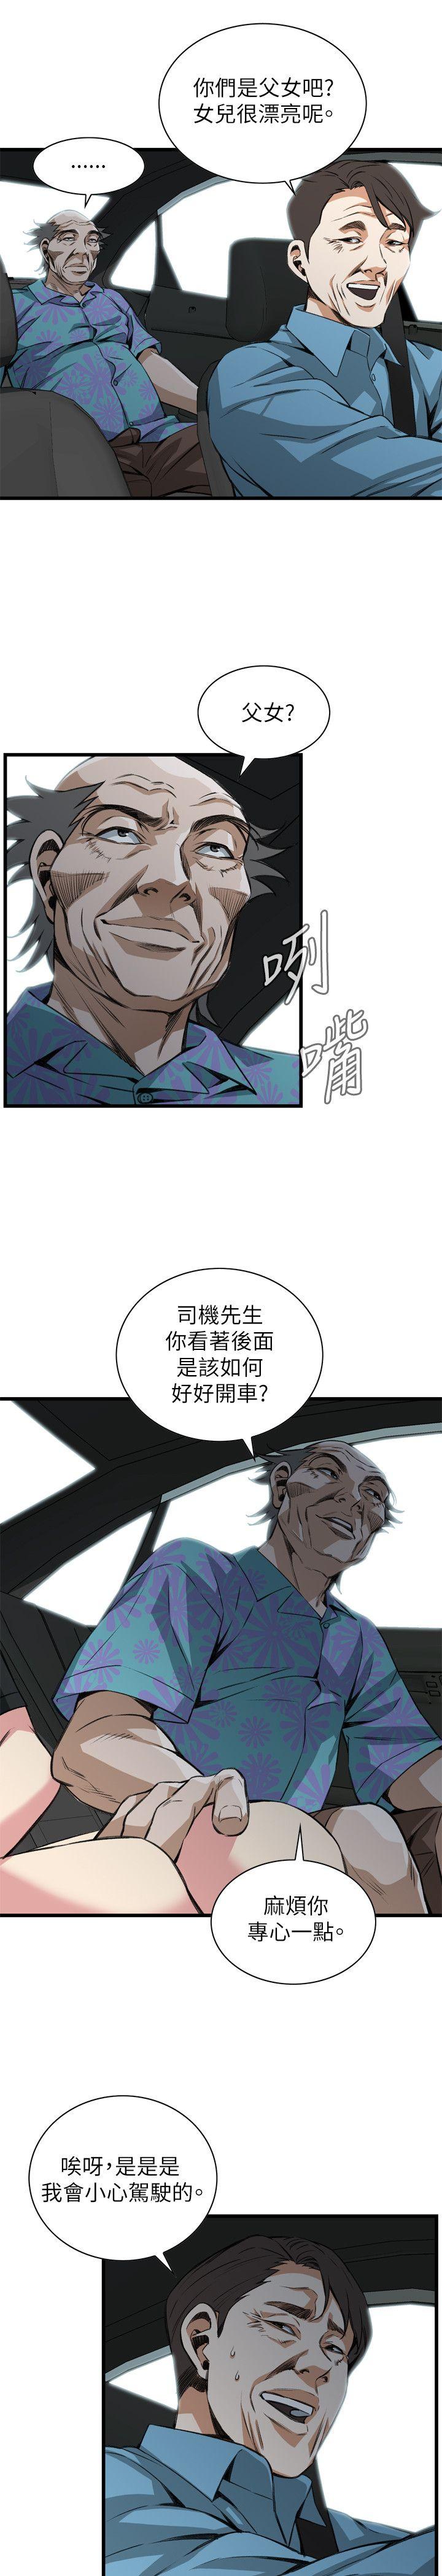 你們是父女吧?
女兒很漂亮呢。
……
父女?
咧
嘴
司機先生
你看著後面
是該如何
好好開車?
麻煩你
專心一點。
唉呀,是是是
我會小心駕駛的。